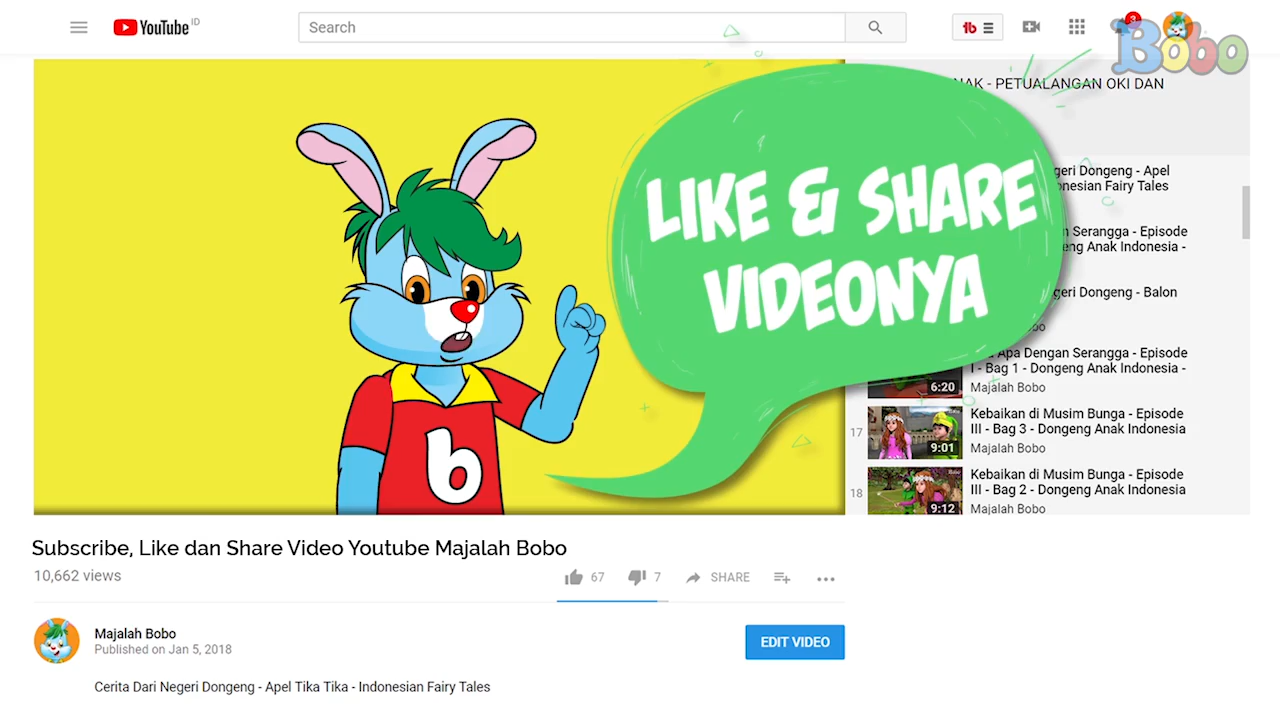 YouTube ID
Search
3
Bobo
NAK - PETUALANGAN OKI DAN
LIKE & SHARE
VIDEONYA
b
geri Dongeng - Apel
onesian Fairy Tales
an Serangga - Episode
geng Anak Indonesia -
geri Dongeng - Balon
Apa Dengan Serangga - Episode
I - Bag 1 - Dongeng Anak Indonesia -
Majalah Bobo
6:20
17
Kebaikan di Musim Bunga - Episode
III - Bag 3 - Dongeng Anak Indonesia
Majalah Bobo
9:01
18
Kebaikan di Musim Bunga - Episode
III - Bag 2 - Dongeng Anak Indonesia
Majalah Bobo
9:12
Subscribe, Like dan Share Video Youtube Majalah Bobo
10,662 views
67
7
SHARE
Majalah Bobo
Published on Jan 5, 2018
EDIT VIDEO
Cerita Dari Negeri Dongeng - Apel Tika Tika - Indonesian Fairy Tales